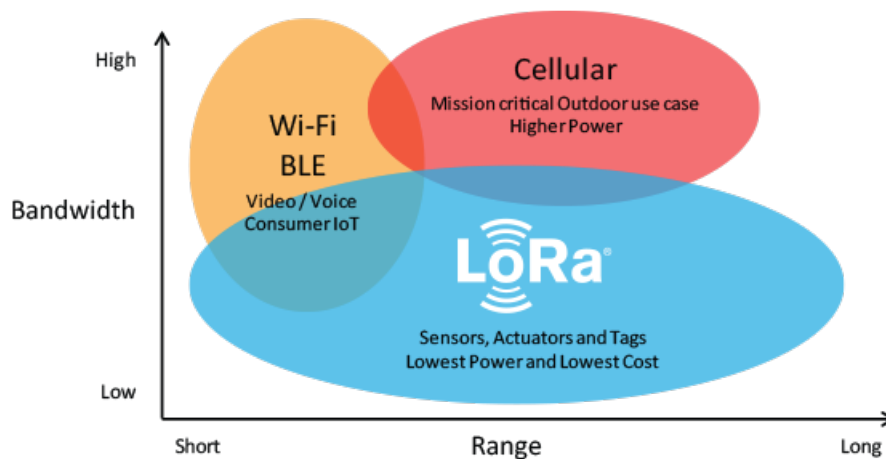 High
Bandwidth
Low
Wi-Fi
BLE
Video / Voice
Consumer IoT
Cellular
Mission critical Outdoor use case
Higher Power
LoRa®
Sensors, Actuators and Tags
Lowest Power and Lowest Cost
Short
Range
Long